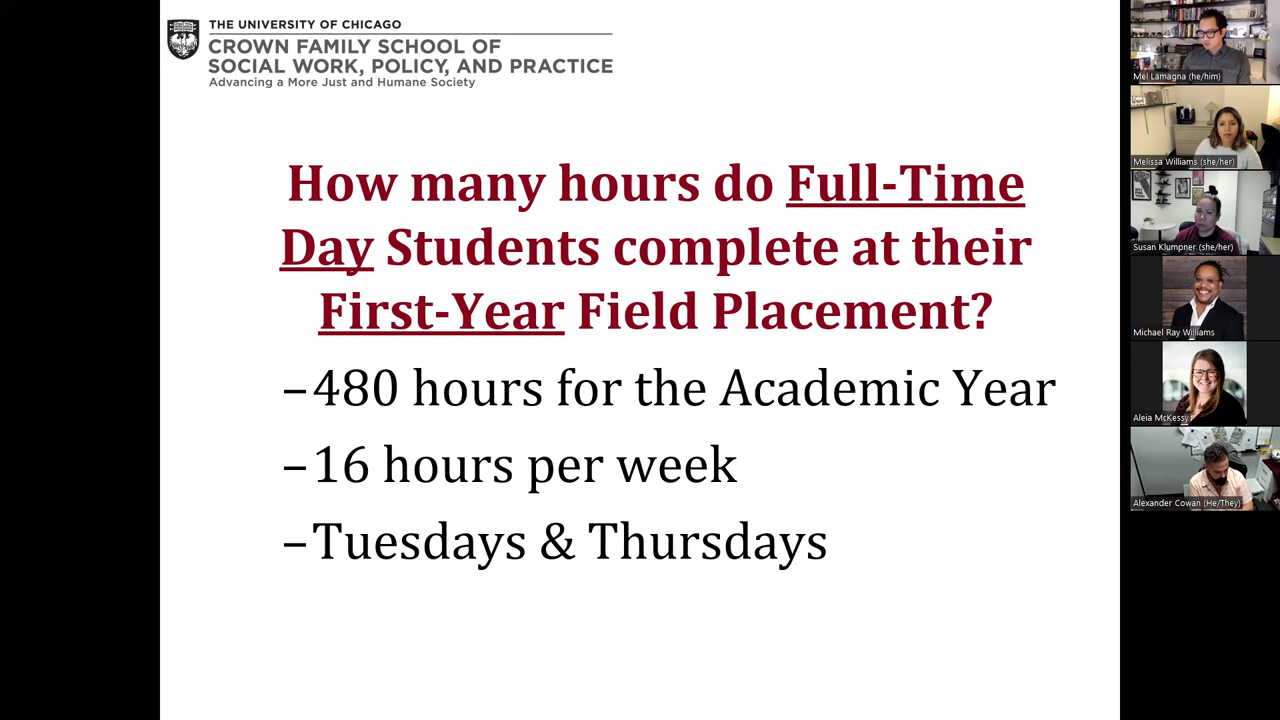 THE UNIVERSITY OF CHICAGO
CROWN FAMILY SCHOOL OF
SOCIAL WORK, POLICY, AND PRACTICE
Advancing a More Just and Humane Society
How many hours do Full-Time
Day Students complete at their
First-Year Field Placement?
–480 hours for the Academic Year
–16 hours per week
–Tuesdays & Thursdays
Mel Lamagna (he/him)
Melissa Williams (she/her)
Susan Klumpner (she/her)
Michael Ray Williams
Aleia McKessy
Alexander Cowan (He/They)